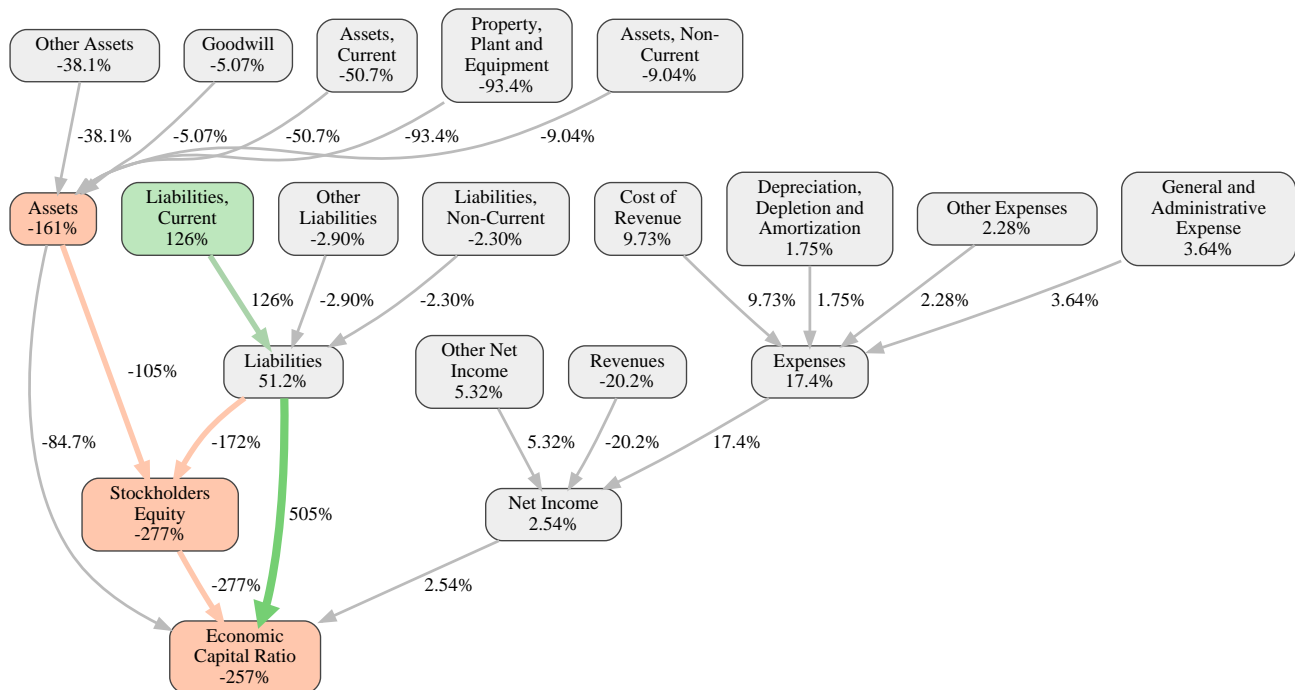 Other Assets
-38.1%
Goodwill
-5.07%
Assets,
Current
-50.7%
Property,
Plant and
Equipment
-93.4%
Assets, Non-
Current
-9.04%
-38.1%
-5.07%
-50.7%
-93.4%
-9.04%
Assets
-161%
Liabilities,
Current
126%
Other
Liabilities
-2.90%
Liabilities,
Non-Current
-2.30%
Cost of
Revenue
9.73%
Depreciation,
Depletion and
Amortization
1.75%
Other Expenses
2.28%
General and
Administrative
Expense
3.64%
126%
-2.90%
-2.30%
9.73%
1.75%
2.28%
3.64%
Liabilities
51.2%
Other Net
Income
5.32%
Revenues
-20.2%
Expenses
17.4%
-105%
-84.7%
-172%
5.32%
-20.2%
17.4%
Stockholders
Equity
-277%
505%
Net Income
2.54%
-277%
2.54%
Economic
Capital Ratio
-257%